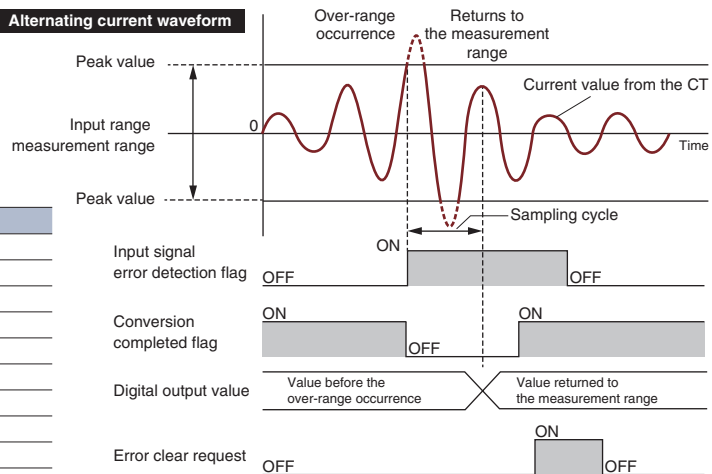 Alternating current waveform
Over-range
occurrence
Returns to
the measurement
range
Peak value
Current value from the CT
Input range
measurement range
0
Time
Peak value
Sampling cycle
Input signal
error detection flag
OFF
ON
OFF
Conversion
completed flag
ON
OFF
ON
Digital output value
Value before the
over-range occurrence
Value returned to
the measurement range
Error clear request
OFF
ON
OFF